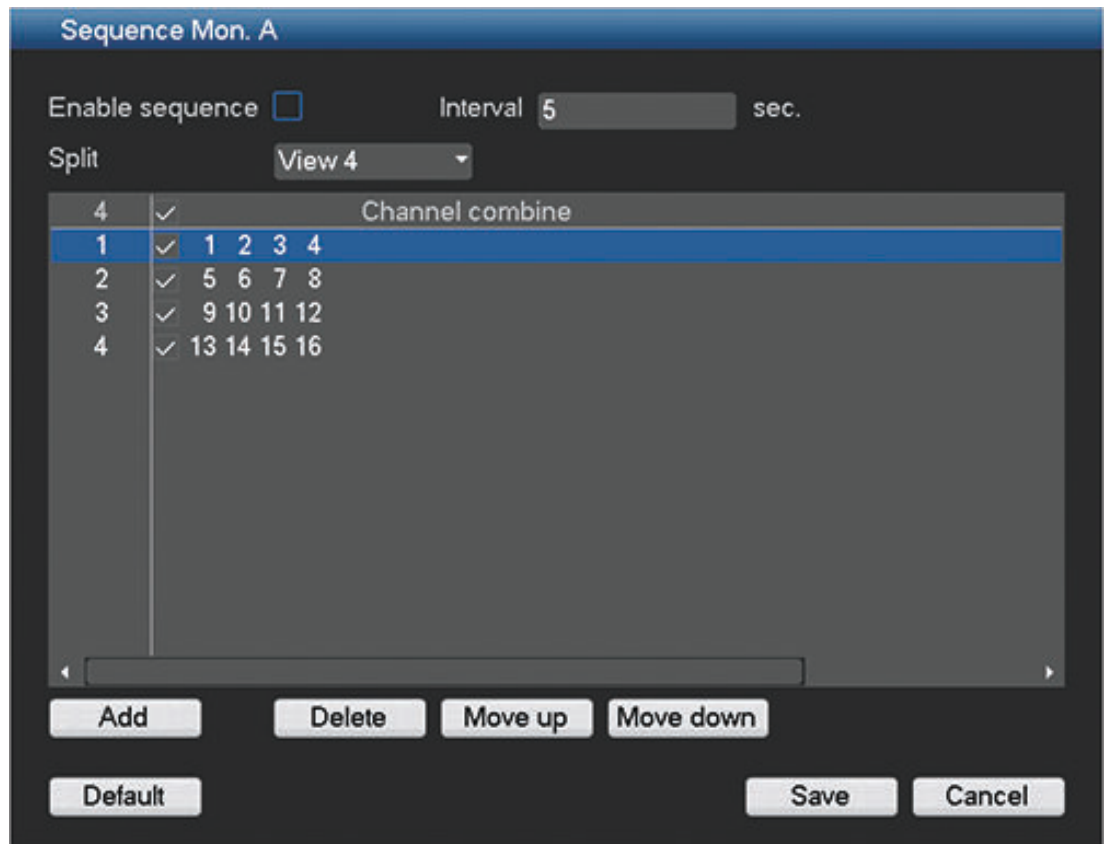 Sequence Mon. A
Enable sequence Interval 5 sec.
Split View 4
4 Channel combine
1 1 2 3 4
2 5 6 7 8
3 9 10 11 12
4 13 14 15 16
Add Delete Move up Move down
Default Save Cancel